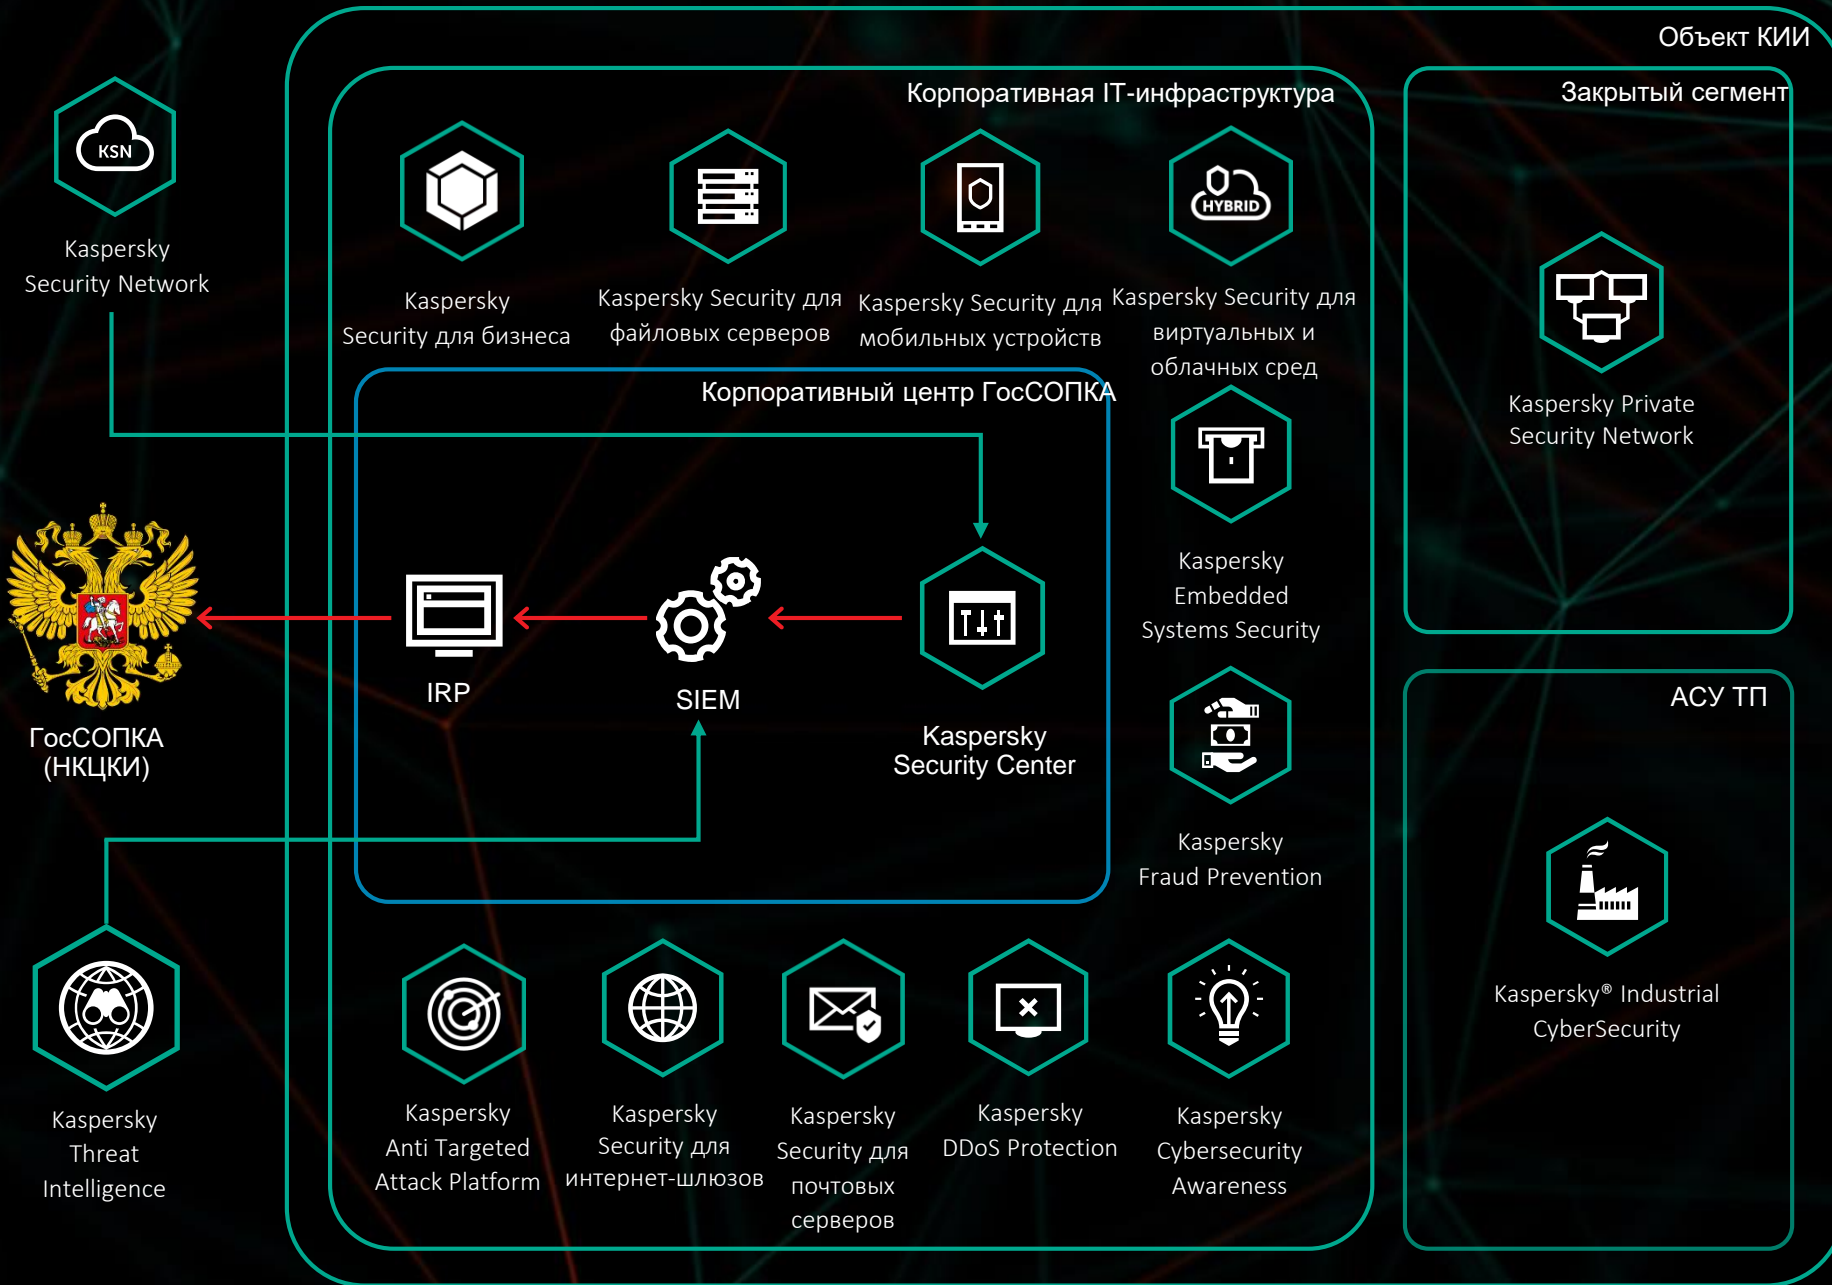 Объект КИИ
Корпоративная IT-инфраструктура
Закрытый сегмент
KSN
Kaspersky
Security Network
Kaspersky
Security для бизнеса
Kaspersky Security для
файловых серверов
Kaspersky Security для
мобильных устройств
HYBRID
Kaspersky Security для
виртуальных и
облачных сред
Kaspersky Private
Security Network
Корпоративный центр ГосСОПКА
Kaspersky
Embedded
Systems Security
ГосСОПКА
(НКЦКИ)
IRP
SIEM
Kaspersky
Security Center
Kaspersky
Fraud Prevention
АСУ ТП
Kaspersky® Industrial
CyberSecurity
Kaspersky
Threat
Intelligence
Kaspersky
Anti Targeted
Attack Platform
Kaspersky
Security для
интернет-шлюзов
Kaspersky
Security для
почтовых
серверов
Kaspersky
DDoS Protection
Kaspersky
Cybersecurity
Awareness